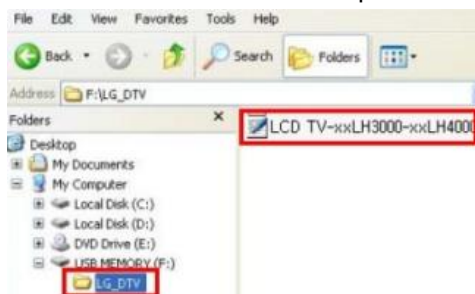 File Edit View Favorites Tools Help
Back Search Folders
Address F:\LG_DTV
Folders x
LCD TV-xxLH3000-xxLH4000
Desktop
My Documents
My Computer
Local Disk (C:)
Local Disk (D:)
DVD Drive (E:)
USB MEMORY (F:)
LG_DTV